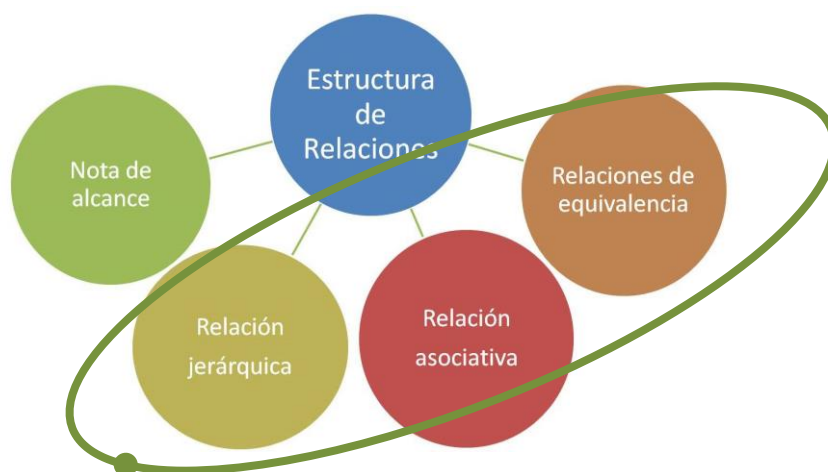 Estructura
de
Relaciones
Nota de
alcance
Relaciones de
equivalencia
Relación
jerárquica
Relación
asociativa